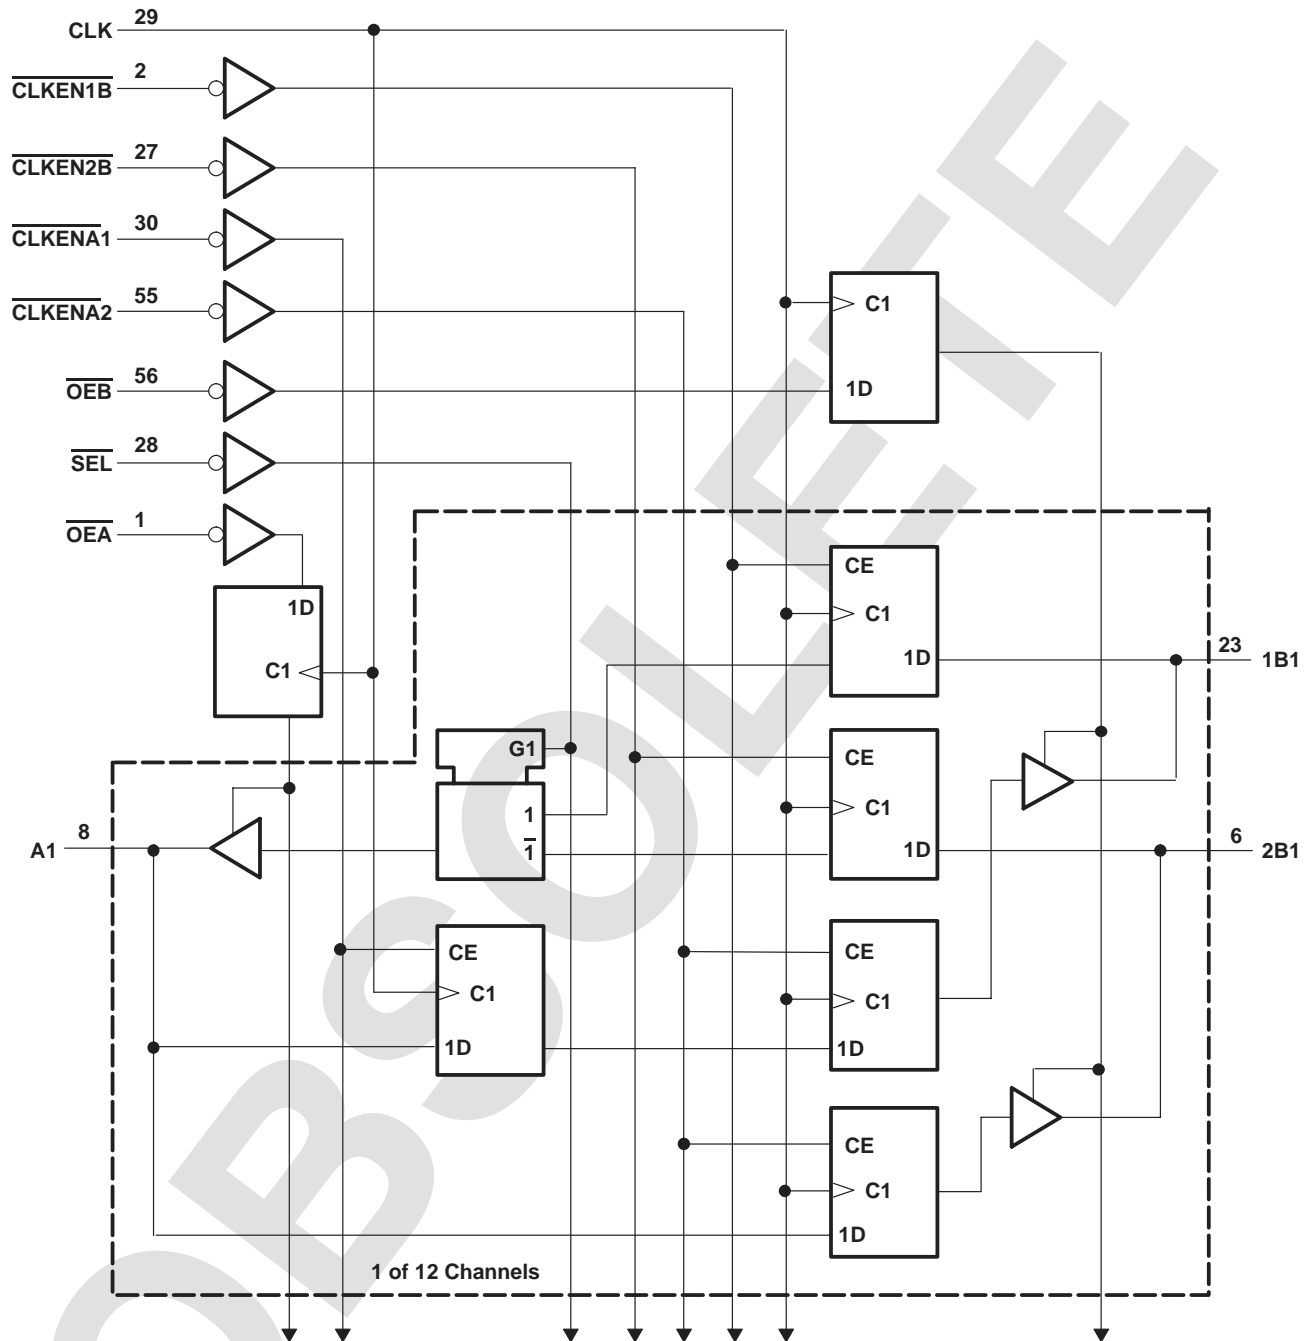 CLK 29
CLKEN1B 2
CLKEN2B 27
CLKENA1 30
CLKENA2 55
OEB 56
SEL 28
OEA 1
C1
1D
1D
C1
CE
C1
1D
23 1B1
G1
1
1
CE
C1
1D
6 2B1
A1 8
CE
C1
1D
CE
C1
1D
CE
C1
1D
1 of 12 Channels
OBSOLETE